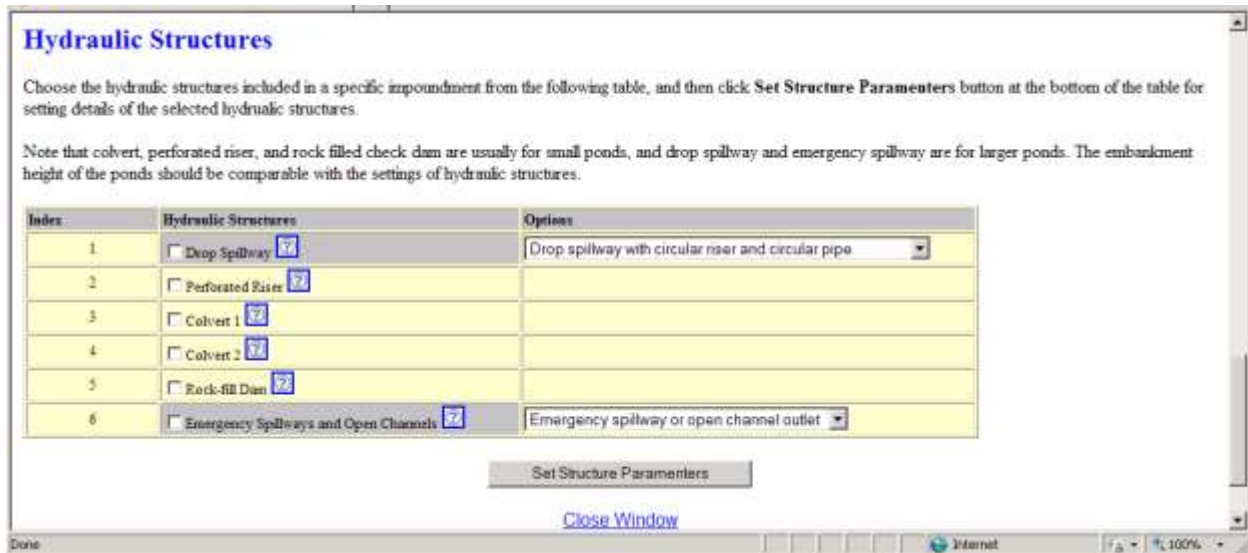 Hydraulic Structures
Choose the hydraulic structures included in a specific impoundment from the following table, and then click Set Structure Paramenters button at the bottom of the table for
setting details of the selected hydrualic structures.
Note that colvert, perforated riser, and rock filled check dam are usually for small ponds, and drop spillway and emergency spillway are for larger ponds. The embankment
height of the ponds should be comparable with the settings of hydraulic structures.
Index Hydraulic Structures Options
1 Drop Spillway ? Drop spillway with circular riser and circular pipe
2 Perforated Riser ?
3 Colvert 1 ?
4 Colvert 2 ?
5 Rock-fill Dam ?
6 Emergency Spillways and Open Channels ? Emergency spillway or open channel outlet
Set Structure Paramenters
Close Window
Done Internet 100%